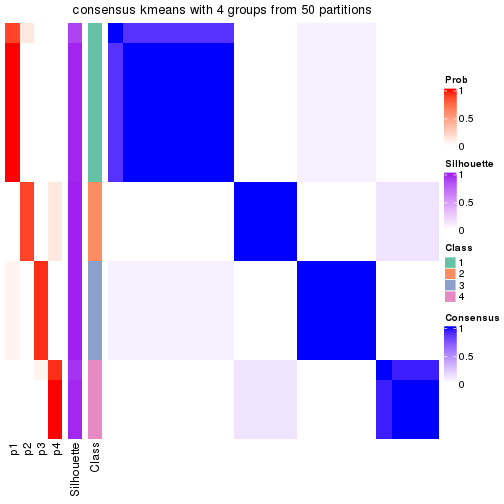 consensus kmeans with 4 groups from 50 partitions
Prob
1
0.5
0
Silhouette
1
0.5
0
Class
1
2
3
4
Consensus
1
0.5
0
p1
p2
p3
p4
Silhouette
Class